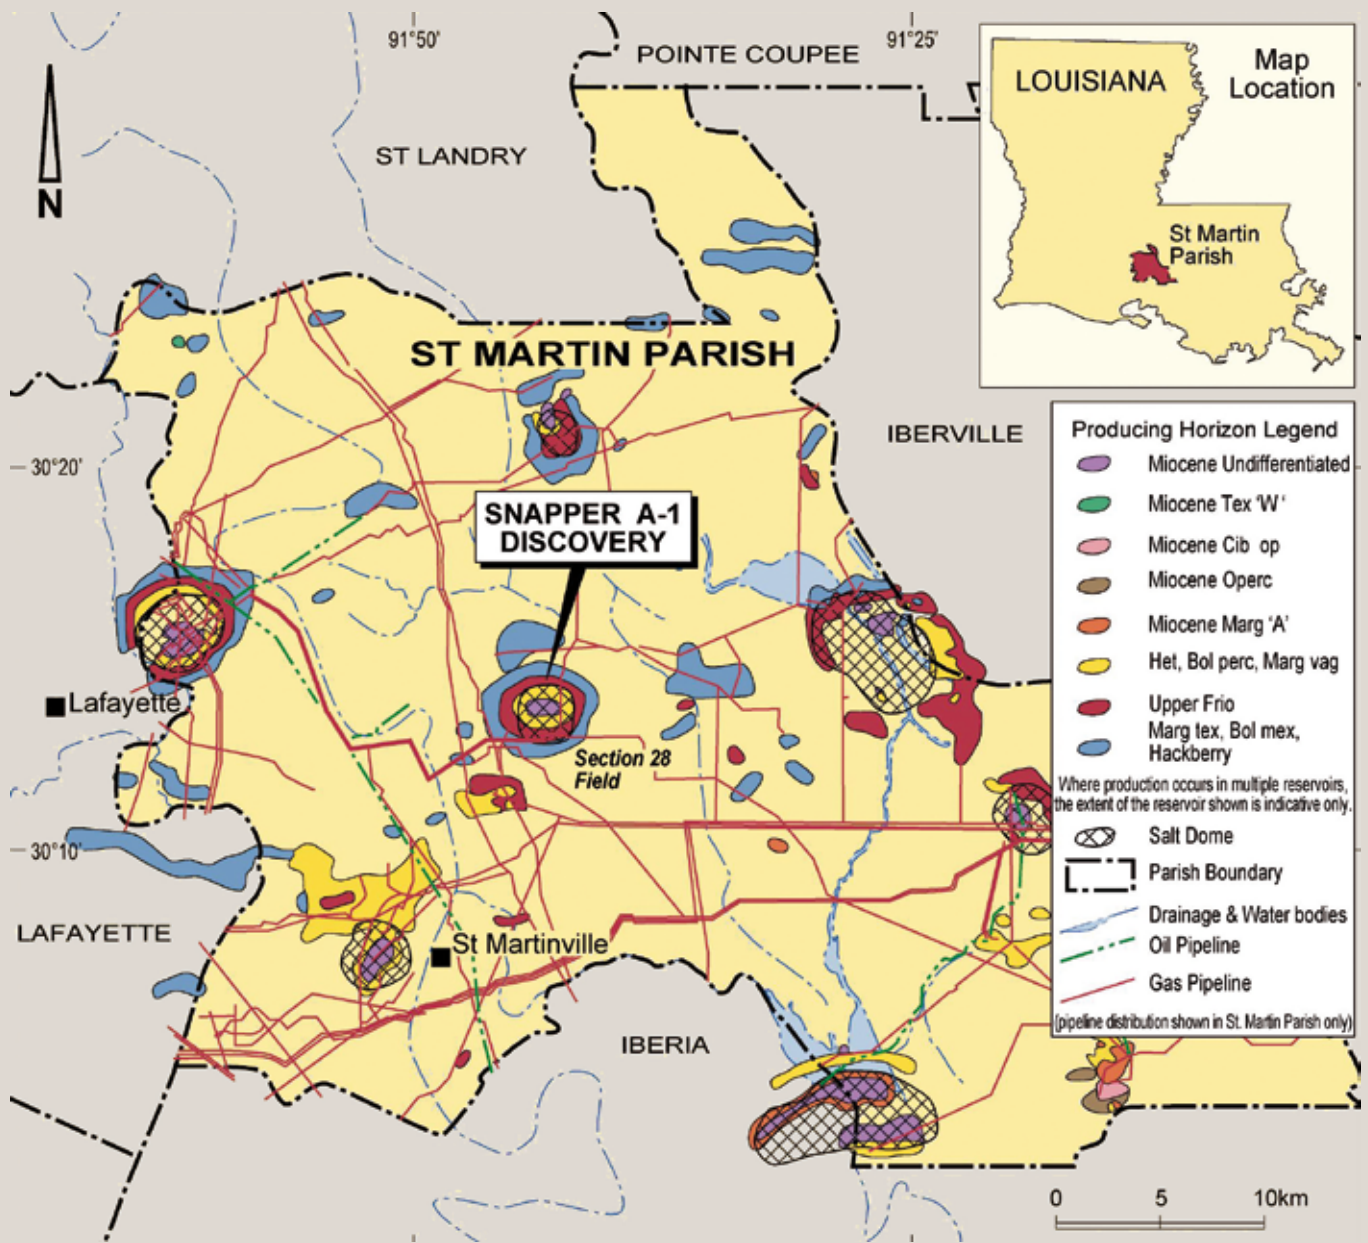 91°50'
91°25'
POINTE COUPEE
ST LANDRY
N
LOUISIANA
Map
Location
St Martin
Parish
ST MARTIN PARISH
IBERVILLE
30°20'
SNAPPER A-1
DISCOVERY
Lafayette
Section 28
Field
30°10'
LAFAYETTE
St Martinville
IBERIA
Producing Horizon Legend
Miocene Undifferentiated
Miocene Tex 'W'
Miocene Cib op
Miocene Operc
Miocene Marg 'A'
Het, Bol perc, Marg vag
Upper Frio
Marg tex, Bol mex,
Hackberry
Where production occurs in multiple reservoirs,
the extent of the reservoir shown is indicative only.
Salt Dome
Parish Boundary
Drainage & Water bodies
Oil Pipeline
Gas Pipeline
(pipeline distribution shown in St. Martin Parish only)
0 5 10km